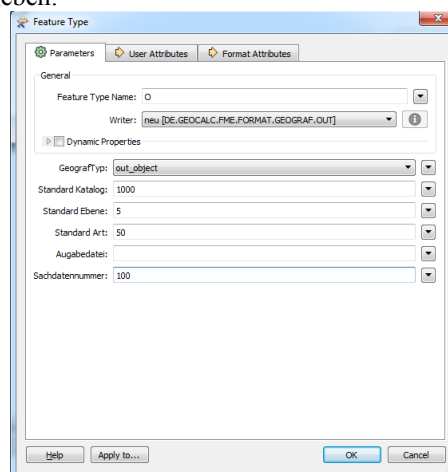 Feature Type
Parameters User Attributes Format Attributes
General
Feature Type Name: O
Writer: neu [DE.GEOCALC.FME.FORMAT.GEOGRAF.OUT]
Dynamic Properties
GeografTyp: out_object
Standard Katalog: 1000
Standard Ebene: 5
Standard Art: 50
Augabedatei:
Sachdatennummer: 100
Help Apply to... OK Cancel